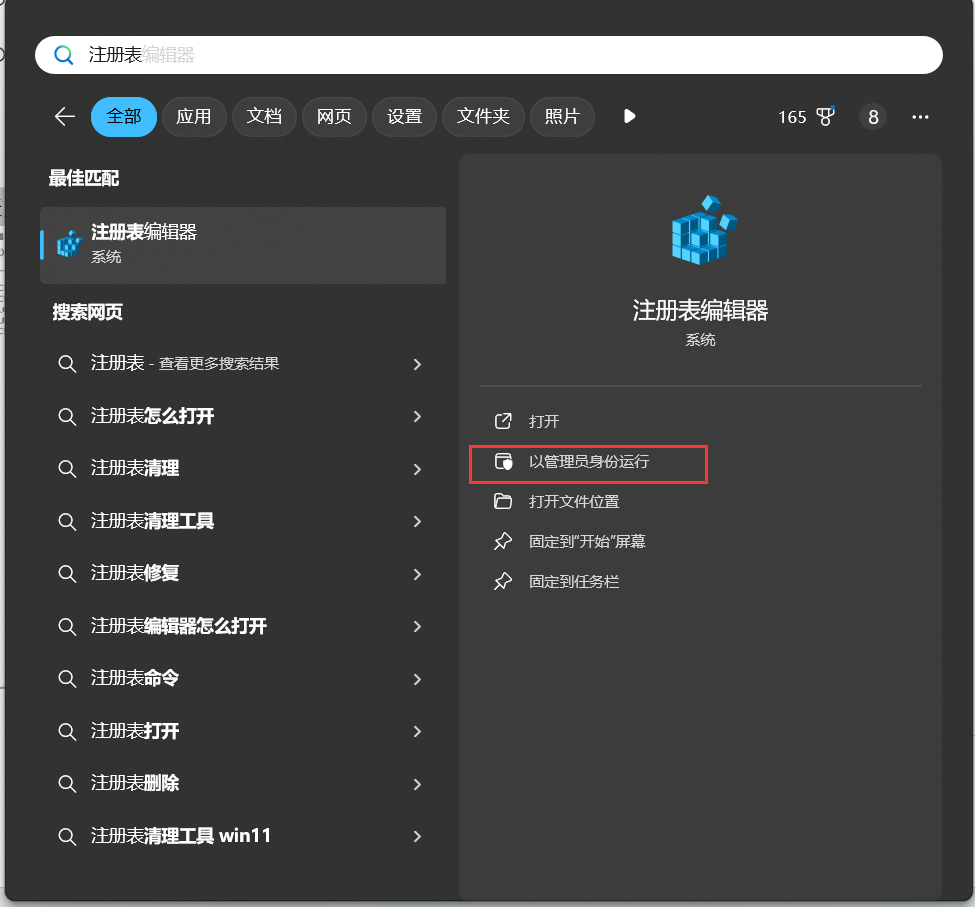 注册表编辑器
全部 应用 文档 网页 设置 文件夹 照片 165 8
最佳匹配
注册表编辑器
系统
搜索网页
注册表 - 查看更多搜索结果
注册表怎么打开
注册表清理
注册表清理工具
注册表修复
注册表编辑器怎么打开
注册表命令
注册表打开
注册表删除
注册表清理工具 win11
注册表编辑器
系统
打开
以管理员身份运行
打开文件位置
固定到"开始"屏幕
固定到任务栏